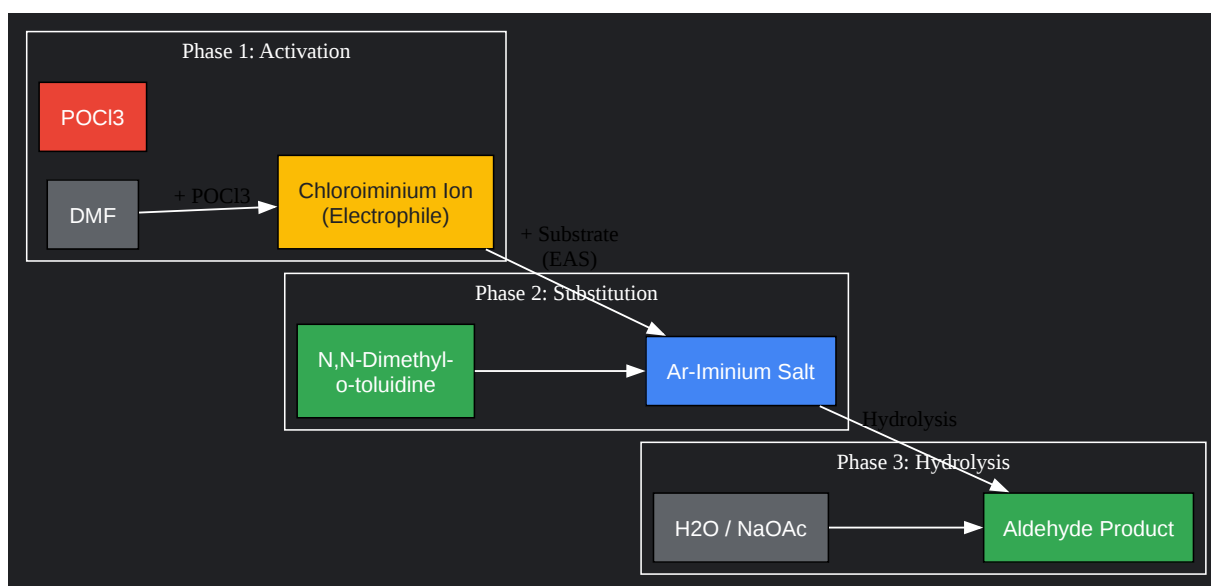 Phase 1: Activation
POCl3
DMF
+ POCl3
Chloroiminium Ion
(Electrophile)
+ Substrate
(EAS)
Phase 2: Substitution
N,N-Dimethyl-
o-toluidine
Ar-Iminium Salt
Hydrolysis
Phase 3: Hydrolysis
H2O / NaOAc
Aldehyde Product